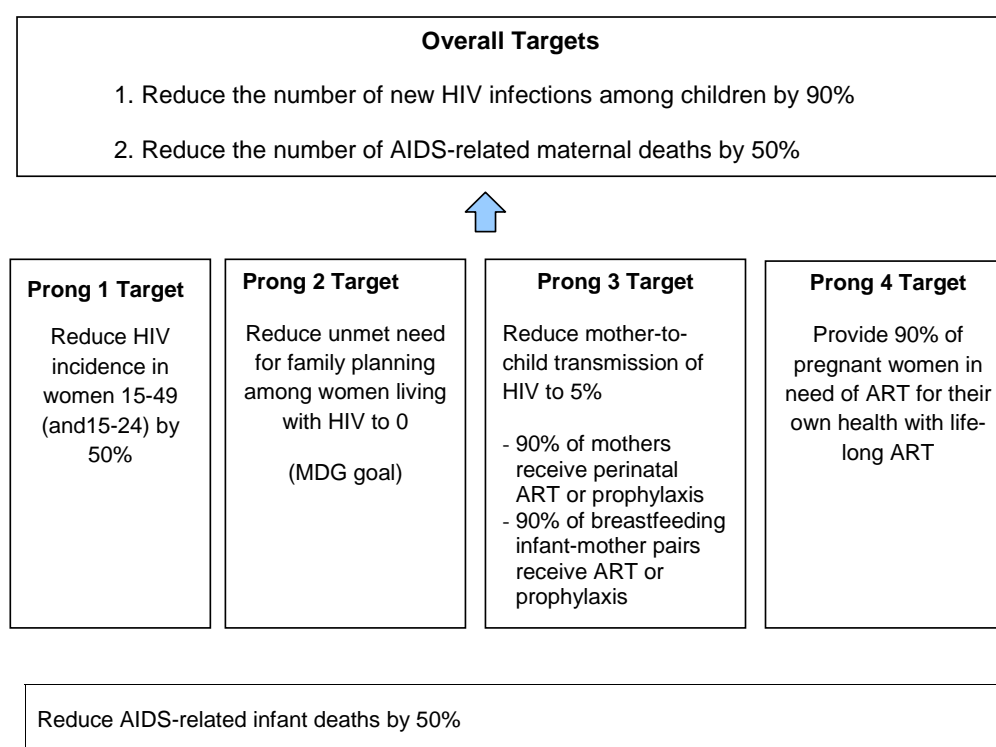 Overall Targets
1. Reduce the number of new HIV infections among children by 90%
2. Reduce the number of AIDS-related maternal deaths by 50%
Prong 1 Target
Reduce HIV
incidence in
women 15-49
(and15-24) by
50%
Prong 2 Target
Reduce unmet need
for family planning
among women living
with HIV to 0
(MDG goal)
Prong 3 Target
Reduce mother-to-
child transmission of
HIV to 5%
- 90% of mothers
receive perinatal
ART or prophylaxis
- 90% of breastfeeding
infant-mother pairs
receive ART or
prophylaxis
Prong 4 Target
Provide 90% of
pregnant women in
need of ART for their
own health with life-
long ART
Reduce AIDS-related infant deaths by 50%